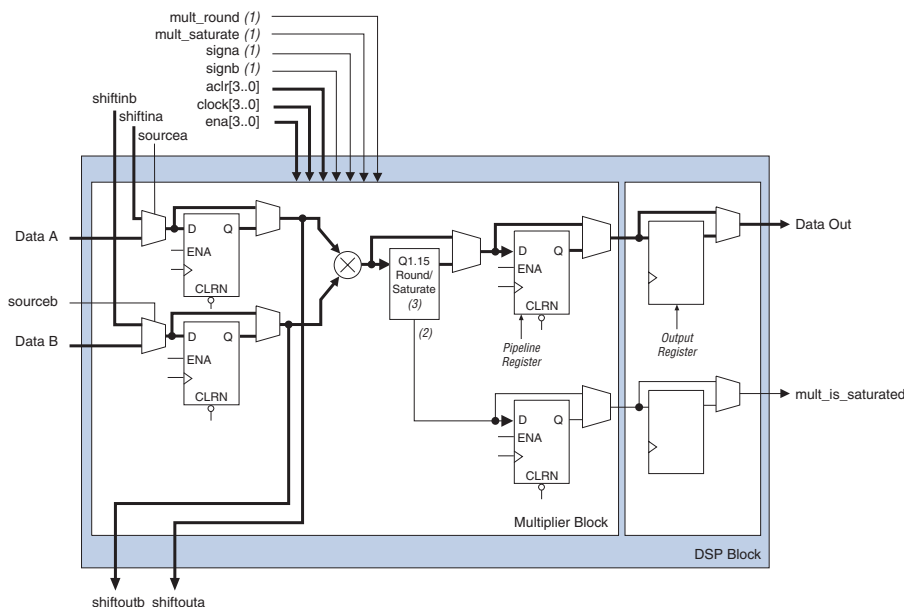 mult_round (1)
mult_saturate (1)
signa (1)
signb (1)
aclr[3..0]
clock[3..0]
ena[3..0]
shiftinb
shiftina
sourcea
Data A
D Q
ENA
CLRN
sourceb
Data B
D Q
ENA
CLRN
Q1.15
Round/
Saturate
(3)
(2)
D Q
ENA
CLRN
Pipeline
Register
Data Out
Output
Register
D Q
ENA
CLRN
mult_is_saturated
Multiplier Block
DSP Block
shiftoutb shiftouta